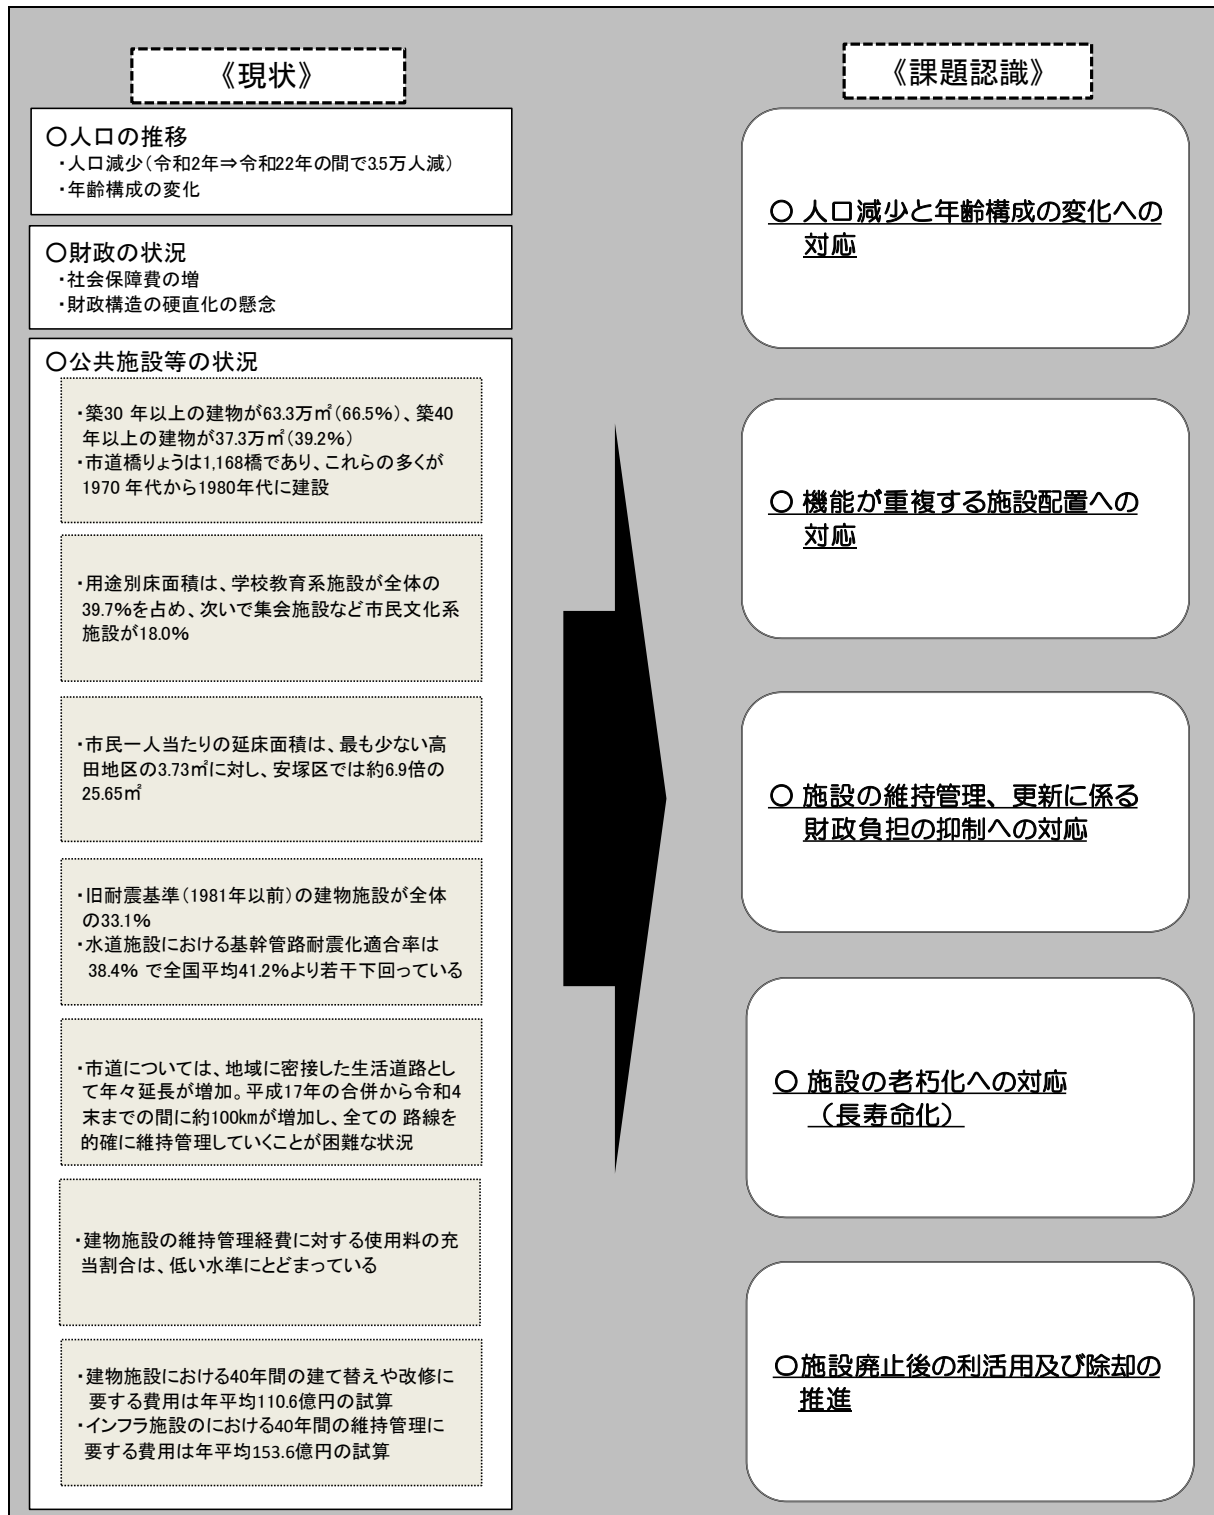 《現状》
〇人口の推移
・人口減少（令和2年⇒令和22年の間で3.5万人減）
・年齢構成の変化
〇財政の状況
・社会保障費の増
・財政構造の硬直化の懸念
〇公共施設等の状況
・築30 年以上の建物が63.3万㎡（66.5％）、築40
年以上の建物が37.3万㎡（39.2％）
・市道橋りょうは1,168橋であり、これらの多くが
1970 年代から1980年代に建設
・用途別床面積は、学校教育系施設が全体の
39.7％を占め、次いで集会施設など市民文化系
施設が18.0％
・市民一人当たりの延床面積は、最も少ない高
田地区の3.73㎡に対し、安塚区では約6.9倍の
25.65㎡
・旧耐震基準（1981年以前）の建物施設が全体
の33.1％
・水道施設における基幹管路耐震化適合率は
38.4％ で全国平均41.2％より若干下回っている
・市道については、地域に密接した生活道路とし
て年々延長が増加。平成17年の合併から令和4
末までの間に約100㎞が増加し、全ての 路線を
的確に維持管理していくことが困難な状況
・建物施設の維持管理経費に対する使用料の充
当割合は、低い水準にとどまっている
・建物施設における40年間の建て替えや改修に
要する費用は年平均110.6億円の試算
・インフラ施設のにおける40年間の維持管理に
要する費用は年平均153.6億円の試算
《課題認識》
〇 人口減少と年齢構成の変化への
対応
〇 機能が重複する施設配置への
対応
〇 施設の維持管理、更新に係る
財政負担の抑制への対応
〇 施設の老朽化への対応
（長寿命化）
〇施設廃止後の利活用及び除却の
推進